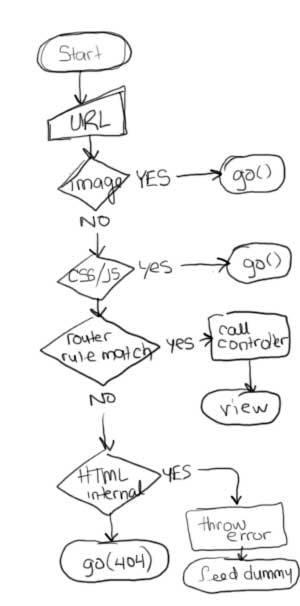 Start
URL
image YES go()
NO
CSS/JS yes go()
router
rule match yes call
controler
NO view
HTML
internal YES
throw
error
go(404)
feed dummy